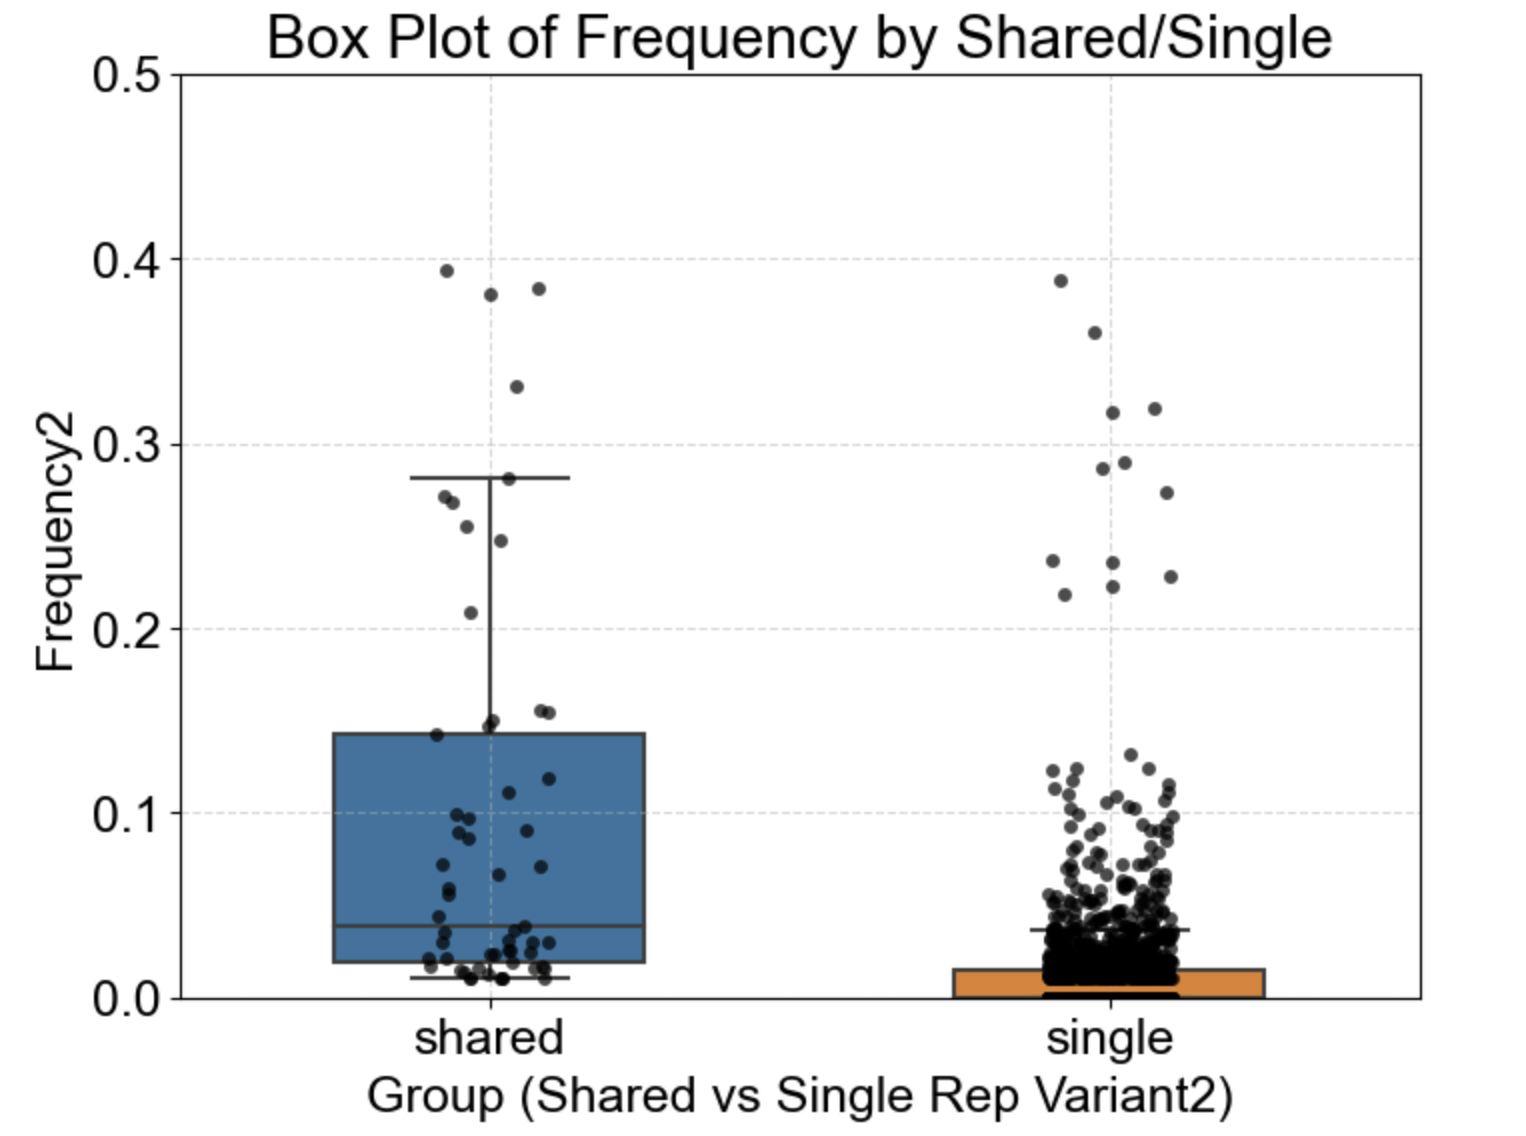 Box Plot of Frequency by Shared/Single
0.5
0.4
0.3
0.2
0.1
0.0
Frequency2
shared
single
Group (Shared vs Single Rep Variant2)